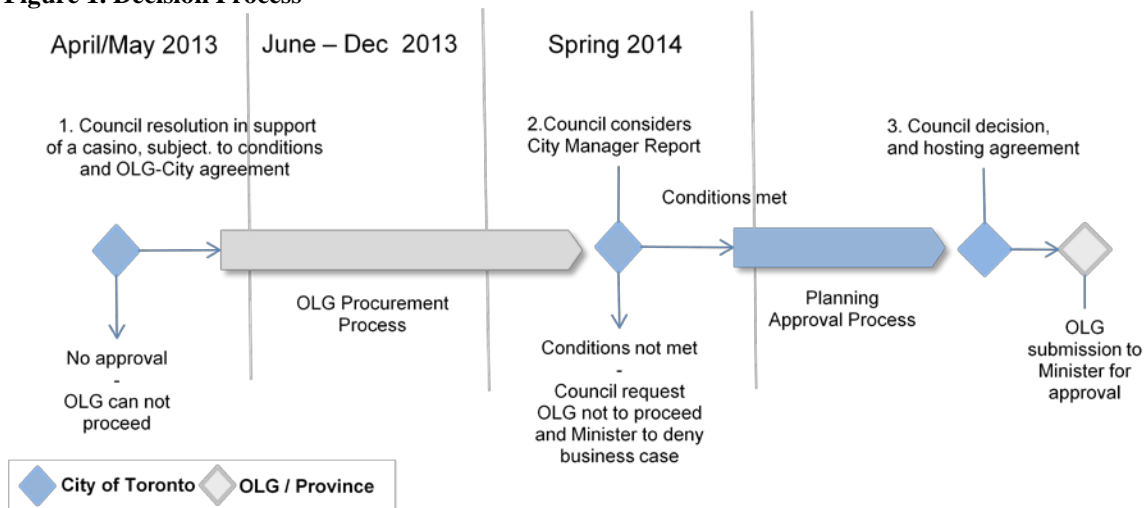 Figure 1. Decision Process
April/May 2013
June – Dec 2013
Spring 2014
1. Council resolution in support
of a casino, subject. to conditions
and OLG-City agreement
2.Council considers
City Manager Report
3. Council decision,
and hosting agreement
Conditions met
OLG Procurement
Process
Planning
Approval Process
No approval
-
OLG can not
proceed
Conditions not met
-
Council request
OLG not to proceed
and Minister to deny
business case
OLG
submission to
Minister for
approval
City of Toronto
OLG / Province